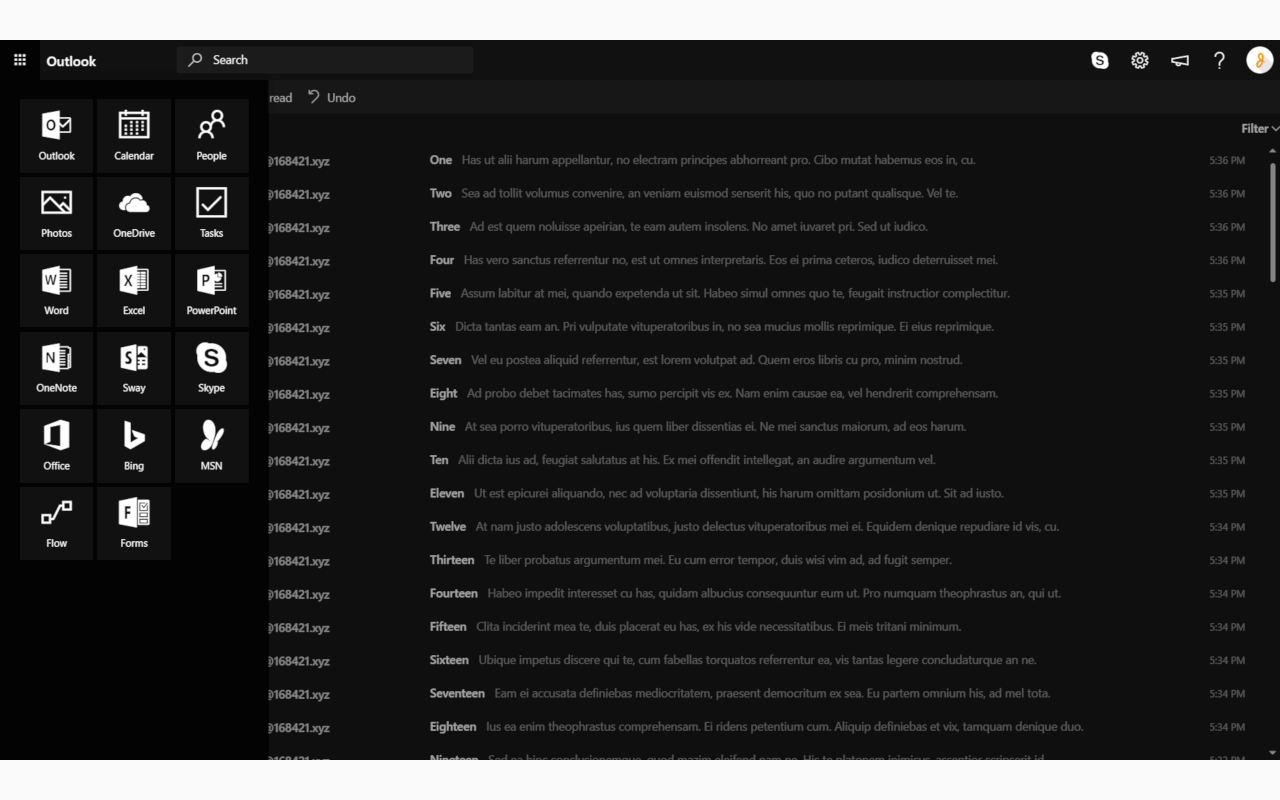 Outlook Search
read Undo
Filter
Outlook Calendar People
Photos OneDrive Tasks
Word Excel PowerPoint
OneNote Sway Skype
Office Bing MSN
Flow Forms
@168421.xyz One Has ut alii harum appellantur, no electram principes abhorreant pro. Cibo mutat habemus eos in, cu. 5:36 PM
@168421.xyz Two Sea ad tollit volumus convenire, an veniam euismod senserit his, quo no putant qualisque. Vel te. 5:36 PM
@168421.xyz Three Ad est quem noluisse apeirian, te eam autem insolens. No amet iuvaret pri. Sed ut iudico. 5:36 PM
@168421.xyz Four Has vero sanctus referrentur no, est ut omnes interpretaris. Eos ei prima ceteros, iudico deterruisset mei. 5:36 PM
@168421.xyz Five Assum labitur at mei, quando expetenda ut sit. Habeo simul omnes quo te, feugait instructior complectitur. 5:35 PM
@168421.xyz Six Dicta tantas eam an. Pri vulputate vituperatoribus in, no sea mucius mollis reprimique. Ei eius reprimique. 5:35 PM
@168421.xyz Seven Vel eu postea aliquid referrentur, est lorem volutpat ad. Quem eros libris cu pro, minim nostrud. 5:35 PM
@168421.xyz Eight Ad probo debet tacimates has, sumo percipit vis ex. Nam enim causae ea, vel hendrerit comprehensam. 5:35 PM
@168421.xyz Nine At sea porro vituperatoribus, ius quem liber dissentias ei. Ne mei sanctus maiorum, ad eos harum. 5:35 PM
@168421.xyz Ten Alii dicta ius ad, feugiat salutatus at his. Ex mei offendit intellegat, an audire argumentum vel. 5:35 PM
@168421.xyz Eleven Ut est epicurei aliquando, nec ad voluptaria dissentiunt, his harum omittam posidonium ut. Sit ad iusto. 5:35 PM
@168421.xyz Twelve At nam justo adolescens voluptatibus, justo delectus vituperatoribus mei ei. Equidem denique repudiare id vis, cu. 5:34 PM
@168421.xyz Thirteen Te liber probatus argumentum mei. Eu cum error tempor, duis wisi vim ad, ad fugit semper. 5:34 PM
@168421.xyz Fourteen Habeo impedit interesset cu has, quidam albucius consequuntur eum ut. Pro numquam theophrastus an, qui ut. 5:34 PM
@168421.xyz Fifteen Clita inciderint mea te, duis placerat eu has, ex his vide necessitatibus. Ei meis tritani minimum. 5:34 PM
@168421.xyz Sixteen Ubique impetus discere qui te, cum fabellas torquatos referrentur ea, vis tantas legere concludaturque an ne. 5:34 PM
@168421.xyz Seventeen Eam ei accusata definiebas mediocritatem, praesent democritum ex sea. Eu partem omnium his, ad mel tota. 5:34 PM
@168421.xyz Eighteen Ius ea enim theophrastus comprehensam. Ei ridens petentium cum. Aliquip definiebas et vix, tamquam denique duo. 5:34 PM
Nineteen